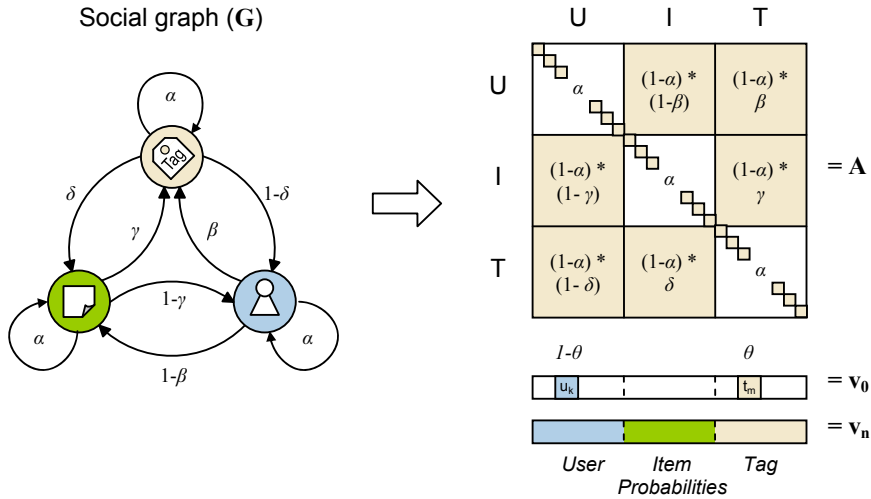 Social graph (G)
α
Tag
δ
1-δ
γ
β
1-γ
α
α
1-β
U I T
U
α
(1-α) *
(1-β)
(1-α) *
β
I
(1-α) *
(1- γ)
α
(1-α) *
γ
= A
T
(1-α) *
(1- δ)
(1-α) *
δ
α
1-θ θ
uk tm = v0
= vn
User Item Tag
Probabilities